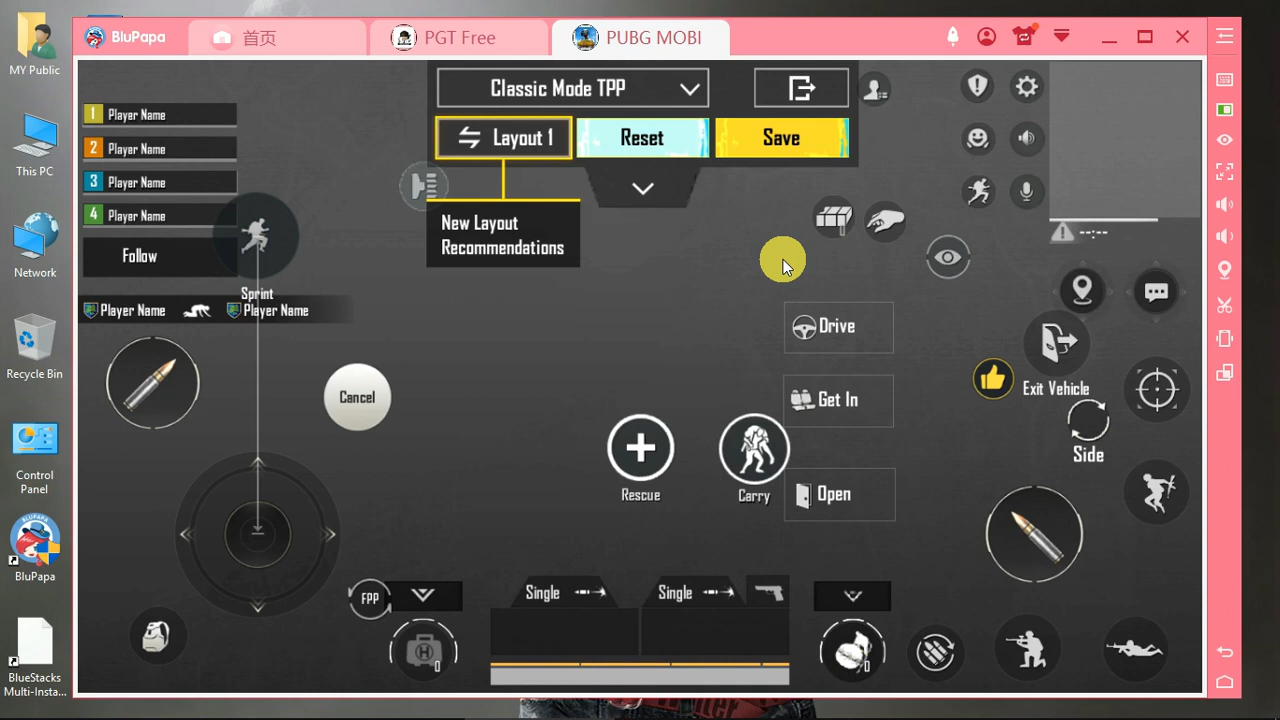 MY Public
This PC
Network
Recycle Bin
Control
Panel
BluPapa
BlueStacks
Multi-Insta...
BluPapa
首页
PGT Free
PUBG MOBI
1 Player Name
2 Player Name
3 Player Name
4 Player Name
Follow
Sprint
Player Name
Player Name
Classic Mode TPP
Layout 1
Reset
Save
New Layout
Recommendations
--:--
Cancel
Drive
Get In
Exit Vehicle
Side
Rescue
Carry
Open
FPP
Single
Single
0
0